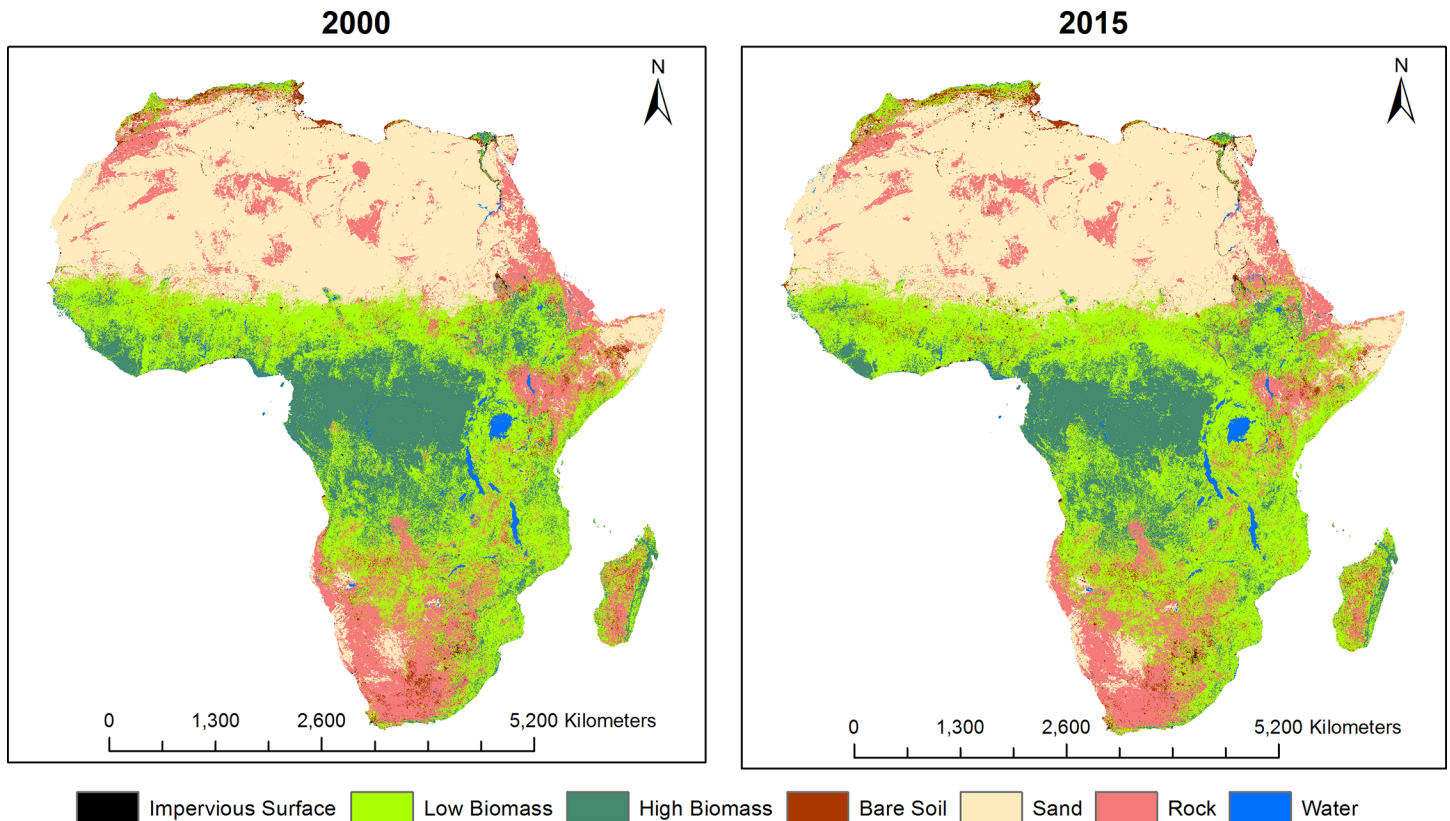 2000
2015
N
N
0 1,300 2,600 5,200 Kilometers
0 1,300 2,600 5,200 Kilometers
Impervious Surface Low Biomass High Biomass Bare Soil Sand Rock Water